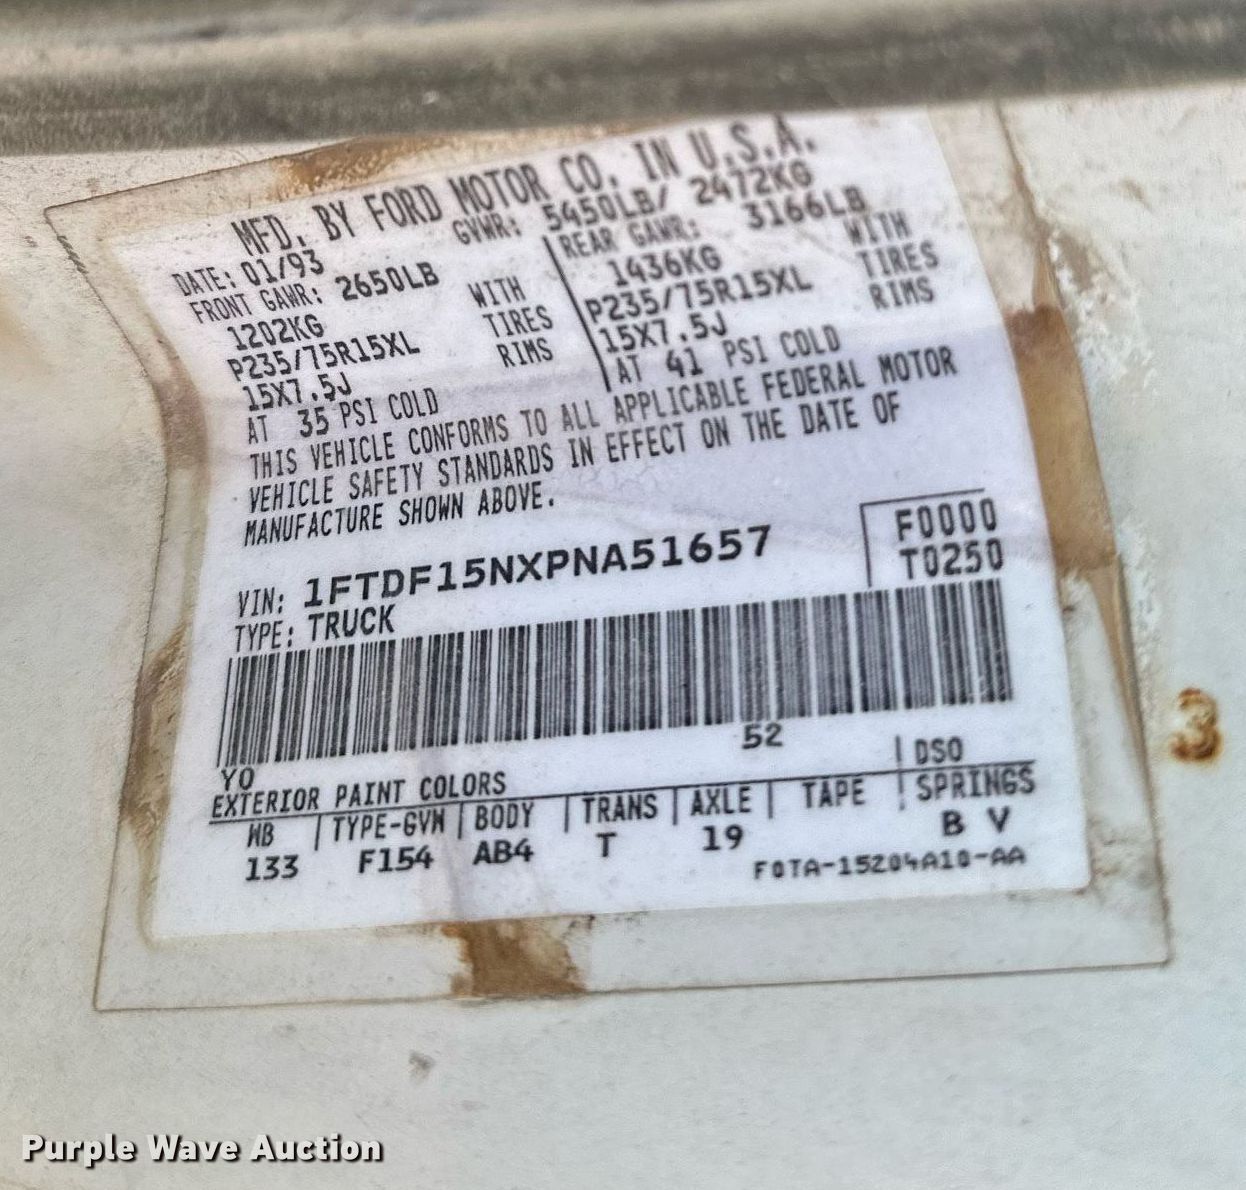 MFD. BY FORD MOTOR CO. IN U.S.A.
DATE: 01/93 GVWR: 5450LB/ 2472KG
FRONT GAWR: 2650LB REAR GAWR: 3166LB
1202KG WITH 1436KG WITH
P235/75R15XL TIRES P235/75R15XL TIRES
15X7.5J RIMS 15X7.5J RIMS
AT 35 PSI COLD AT 41 PSI COLD
THIS VEHICLE CONFORMS TO ALL APPLICABLE FEDERAL MOTOR
VEHICLE SAFETY STANDARDS IN EFFECT ON THE DATE OF
MANUFACTURE SHOWN ABOVE.
F0000
VIN: 1FTDF15NXPNA51657 T0250
TYPE: TRUCK
YO 52
EXTERIOR PAINT COLORS DSO
WB TYPE-GVW BODY TRANS AXLE TAPE SPRINGS
133 F154 AB4 T 19 B V
F0TA-15204A10-AA
3
Purple Wave Auction